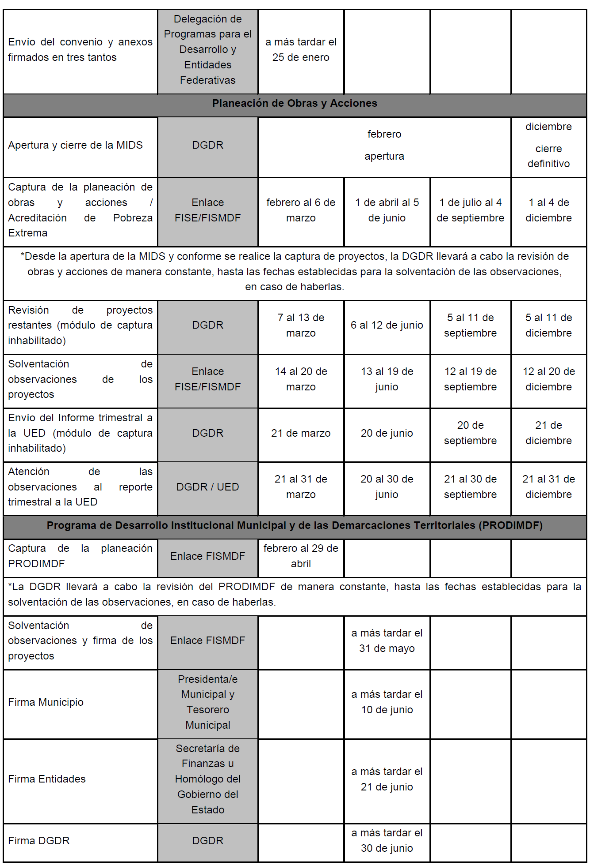 Envío del convenio y anexos
firmados en tres tantos
Delegación de
Programas para el
Desarrollo y
Entidades
Federativas
a más tardar el
25 de enero
Planeación de Obras y Acciones
Apertura y cierre de la MIDS
DGDR
febrero
apertura
diciembre
cierre
definitivo
Captura de la planeación de
obras y acciones /
Acreditación de Pobreza
Extrema
Enlace
FISE/FISMDF
febrero al 6 de
marzo
1 de abril al 5
de junio
1 de julio al 4
de septiembre
1 al 4 de
diciembre
*Desde la apertura de la MIDS y conforme se realice la captura de proyectos, la DGDR llevará a cabo la revisión de
obras y acciones de manera constante, hasta las fechas establecidas para la solventación de las observaciones,
en caso de haberlas.
Revisión de proyectos
restantes (módulo de captura
inhabilitado)
DGDR
7 al 13 de
marzo
6 al 12 de junio
5 al 11 de
septiembre
5 al 11 de
diciembre
Solventación de
observaciones de los
proyectos
Enlace
FISE/FISMDF
14 al 20 de
marzo
13 al 19 de
junio
12 al 19 de
septiembre
12 al 20 de
diciembre
Envío del Informe trimestral a
la UED (módulo de captura
inhabilitado)
DGDR
21 de marzo
20 de junio
20 de
septiembre
21 de
diciembre
Atención de las
observaciones al reporte
trimestral a la UED
DGDR / UED
21 al 31 de
marzo
20 al 30 de
junio
21 al 30 de
septiembre
21 al 31 de
diciembre
Programa de Desarrollo Institucional Municipal y de las Demarcaciones Territoriales (PRODIMDF)
Captura de la planeación
PRODIMDF
Enlace FISMDF
febrero al 29 de
abril
*La DGDR llevará a cabo la revisión del PRODIMDF de manera constante, hasta las fechas establecidas para la
solventación de las observaciones, en caso de haberlas.
Solventación de
observaciones y firma de los
proyectos
Enlace FISMDF
a más tardar el
31 de mayo
Firma Municipio
Presidenta/e
Municipal y
Tesorero
Municipal
a más tardar el
10 de junio
Firma Entidades
Secretaría de
Finanzas u
Homólogo del
Gobierno del
Estado
a más tardar el
21 de junio
Firma DGDR
DGDR
a más tardar el
30 de junio